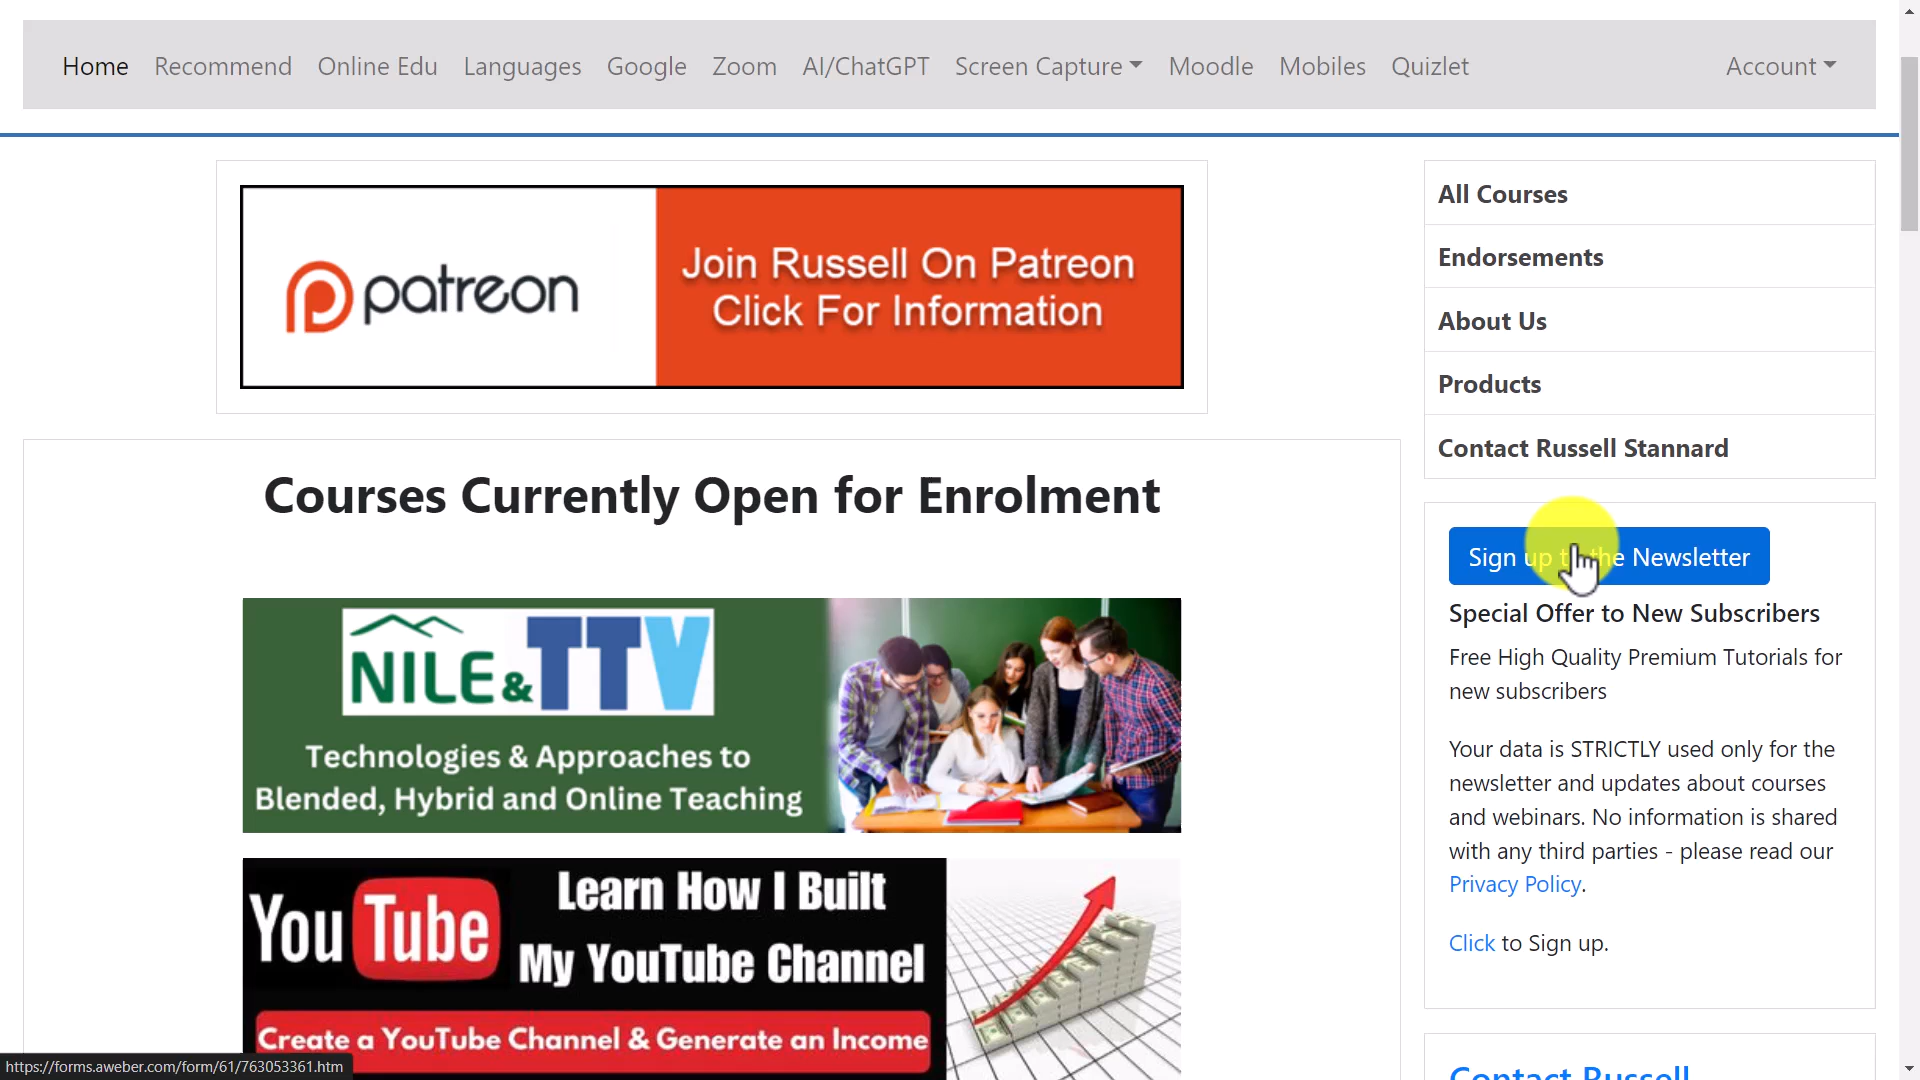 Home Recommend Online Edu Languages Google Zoom AI/ChatGPT Screen Capture Moodle Mobiles Quizlet Account
patreon
Join Russell On Patreon
Click For Information
Courses Currently Open for Enrolment
NILE & TTV
Technologies & Approaches to
Blended, Hybrid and Online Teaching
YouTube
Learn How I Built
My YouTube Channel
Create a YouTube Channel & Generate an Income
All Courses
Endorsements
About Us
Products
Contact Russell Stannard
Sign up to the Newsletter
Special Offer to New Subscribers
Free High Quality Premium Tutorials for
new subscribers
Your data is STRICTLY used only for the
newsletter and updates about courses
and webinars. No information is shared
with any third parties - please read our
Privacy Policy.
Click to Sign up.
Contact Russell
https://forms.aweber.com/form/61/763053361.htm